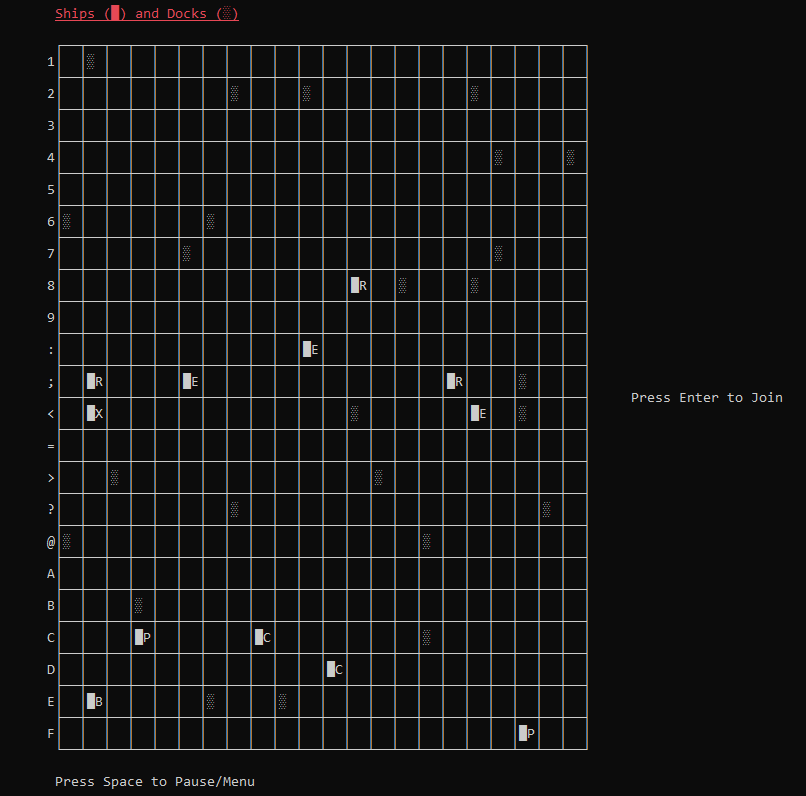 Ships (█) and Docks (░)
1 ░
2 ░ ░ ░
3
4 ░ ░
5
6 ░ ░
7 ░ ░
8 █R ░ ░
9
: █E
; █R █E █R ░
< █X ░ █E ░
=
> ░ ░
? ░ ░
@ ░ ░
A
B ░
C █P █C ░
D █C
E █B ░ ░
F █P
Press Enter to Join
Press Space to Pause/Menu